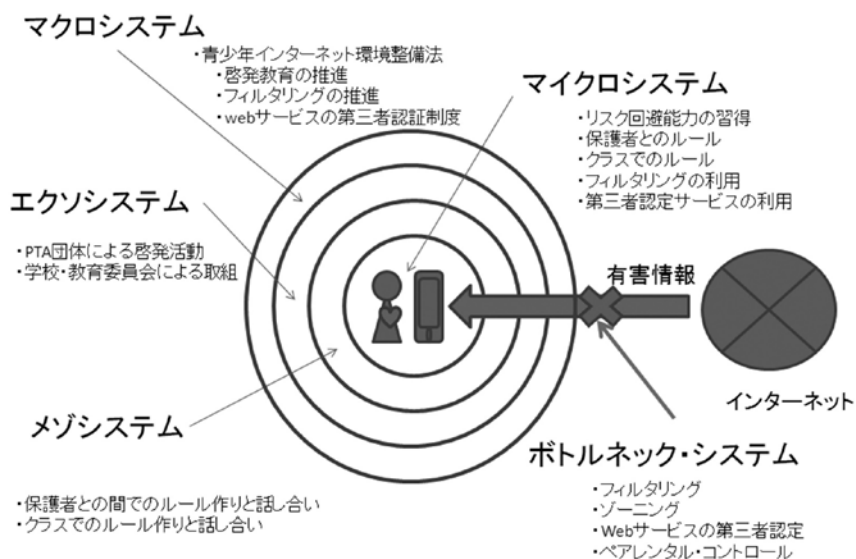 マクロシステム
・青少年インターネット環境整備法
・啓発教育の推進
・フィルタリングの推進
・webサービスの第三者認証制度
マイクロシステム
・リスク回避能力の習得
・保護者とのルール
・クラスでのルール
・フィルタリングの利用
・第三者認定サービスの利用
エクソシステム
・PTA団体による啓発活動
・学校・教育委員会による取組
有害情報
インターネット
メゾシステム
・保護者との間でのルール作りと話し合い
・クラスでのルール作りと話し合い
ボトルネック・システム
・フィルタリング
・ゾーニング
・Webサービスの第三者認定
・ペアレンタル・コントロール